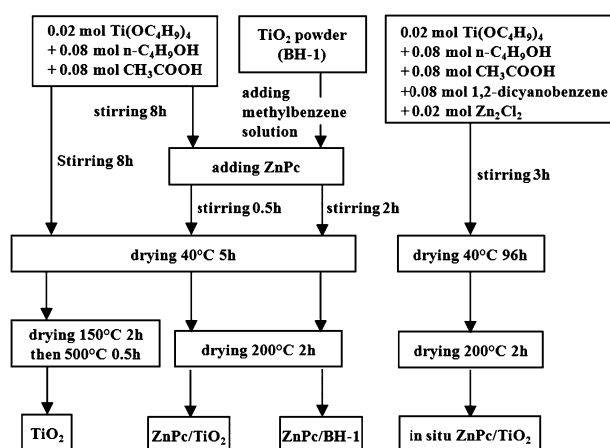 0.02 mol Ti(OC4H9)4
+ 0.08 mol n-C4H9OH
+ 0.08 mol CH3COOH
TiO2 powder
(BH-1)
0.02 mol Ti(OC4H9)4
+ 0.08 mol n-C4H9OH
+ 0.08 mol CH3COOH
+0.08 mol 1,2-dicyanobenzene
+ 0.02 mol Zn2Cl2
stirring 8h
adding
methylbenzene
solution
Stirring 8h
adding ZnPc
stirring 3h
stirring 0.5h
stirring 2h
drying 40°C 5h
drying 40°C 96h
drying 150°C 2h
then 500°C 0.5h
drying 200°C 2h
drying 200°C 2h
TiO2
ZnPc/TiO2
ZnPc/BH-1
in situ ZnPc/TiO2